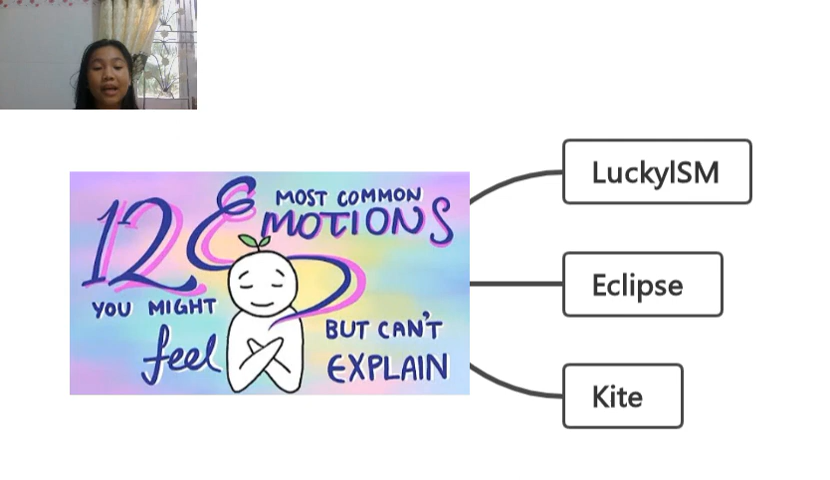 12 MOST COMMON
EMOTIONS
YOU MIGHT
feel
BUT CAN'T
EXPLAIN
LuckyISM
Eclipse
Kite